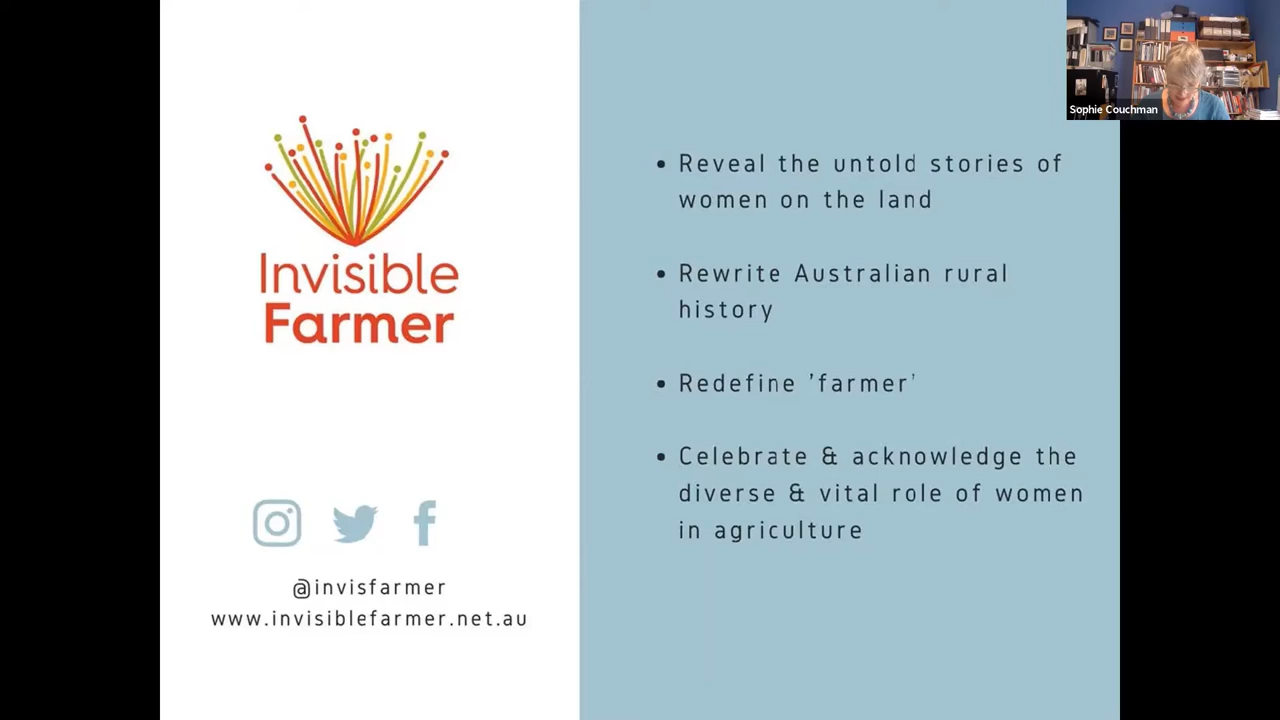 Sophie Couchman
Invisible
Farmer
@invisfarmer
www.invisiblefarmer.net.au
• Reveal the untold stories of
women on the land
• Rewrite Australian rural
history
• Redefine 'farmer'
• Celebrate & acknowledge the
diverse & vital role of women
in agriculture